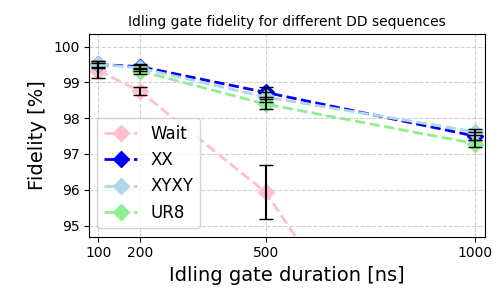 Idling gate fidelity for different DD sequences
Fidelity [%]
100
99
98
97
96
95
Wait
XX
XYXY
UR8
100 200 500 1000
Idling gate duration [ns]